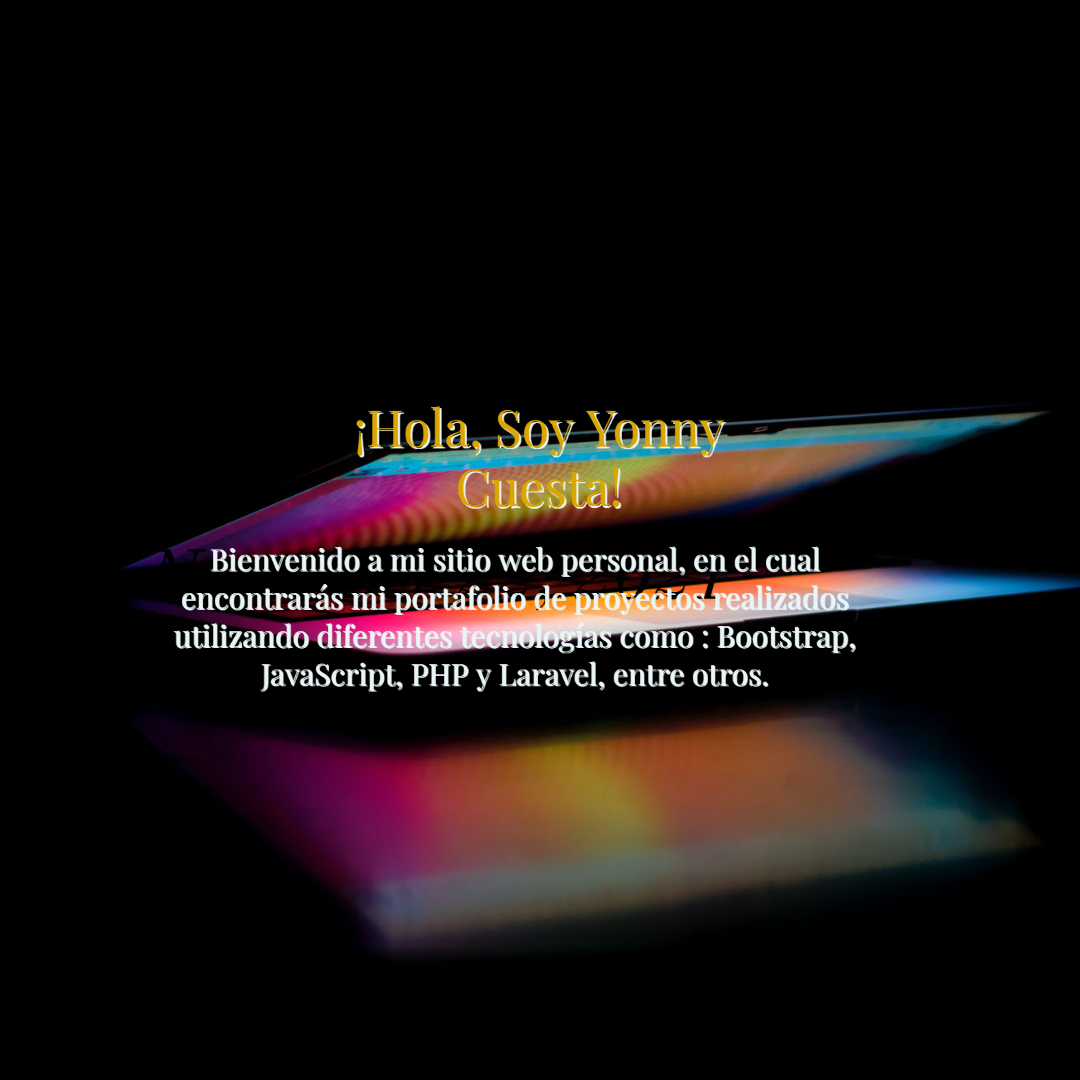 ¡Hola, Soy Yonny
Cuesta!
Bienvenido a mi sitio web personal, en el cual
encontrarás mi portafolio de proyectos realizados
utilizando diferentes tecnologías como : Bootstrap,
JavaScript, PHP y Laravel, entre otros.